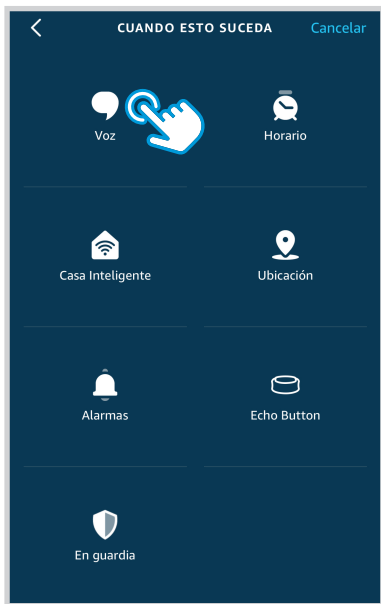 CUANDO ESTO SUCEDA Cancelar
Voz Horario
Casa Inteligente Ubicación
Alarmas Echo Button
En guardia